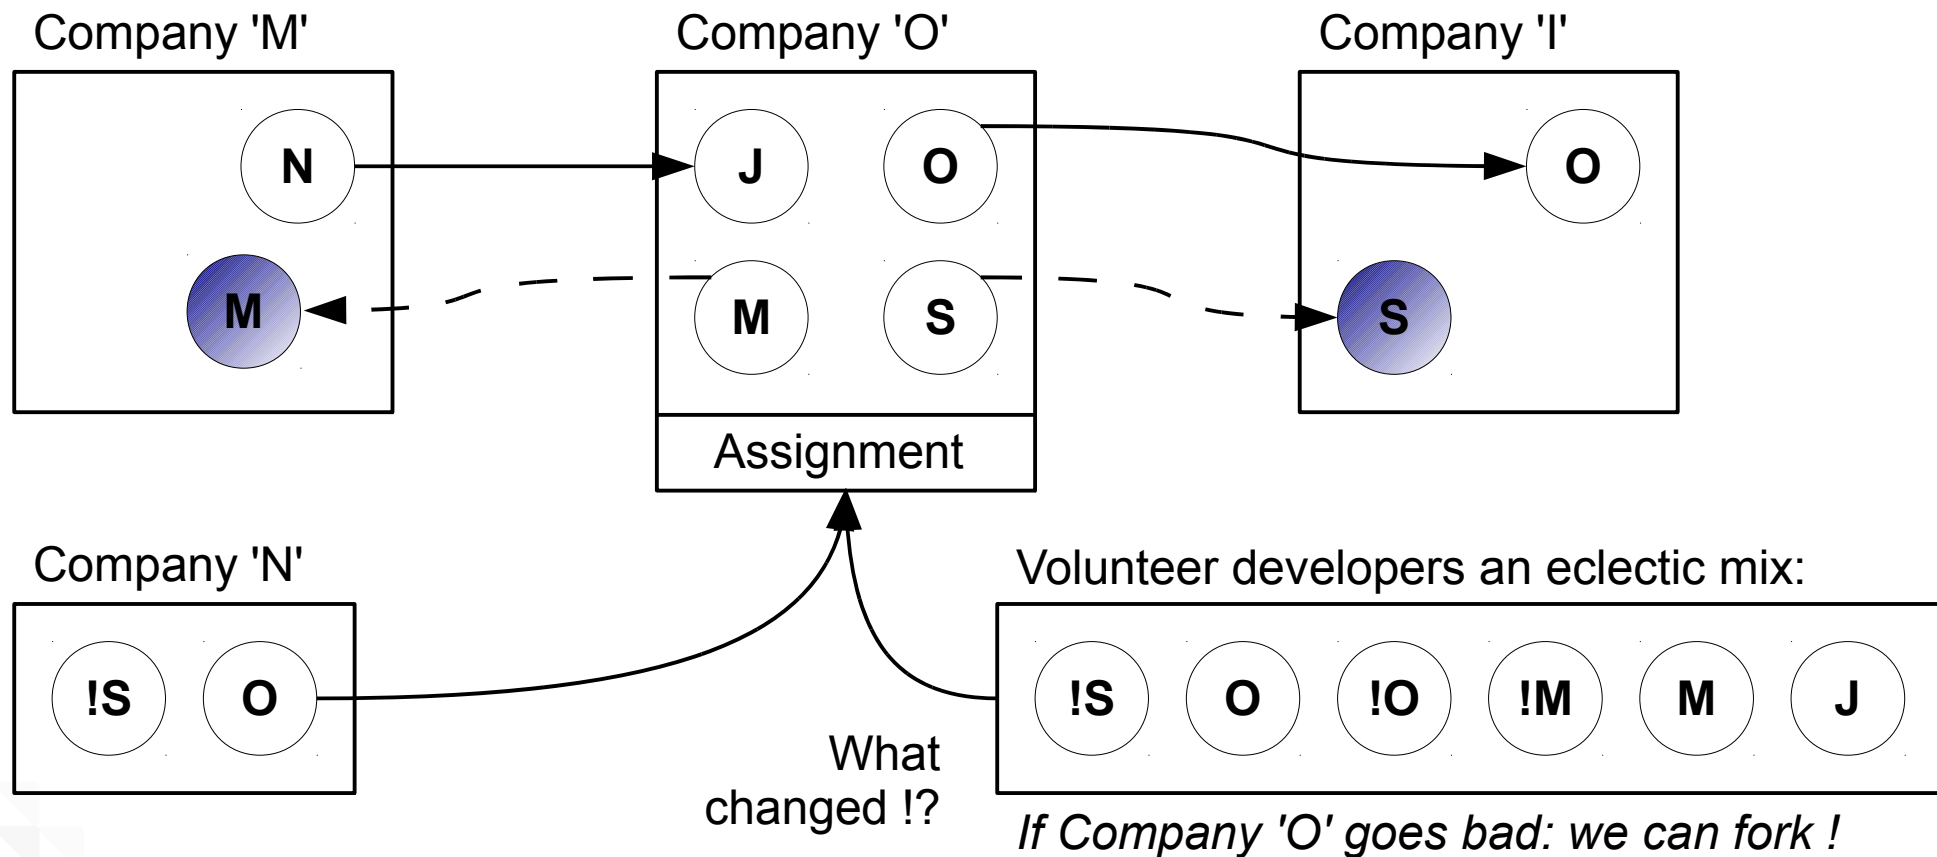 Company 'M'
Company 'O'
Company 'I'
N
J
O
O
M
M
S
S
Assignment
Company 'N'
Volunteer developers an eclectic mix:
!S
O
!S
O
!O
!M
M
J
What
changed !?
If Company 'O' goes bad: we can fork !